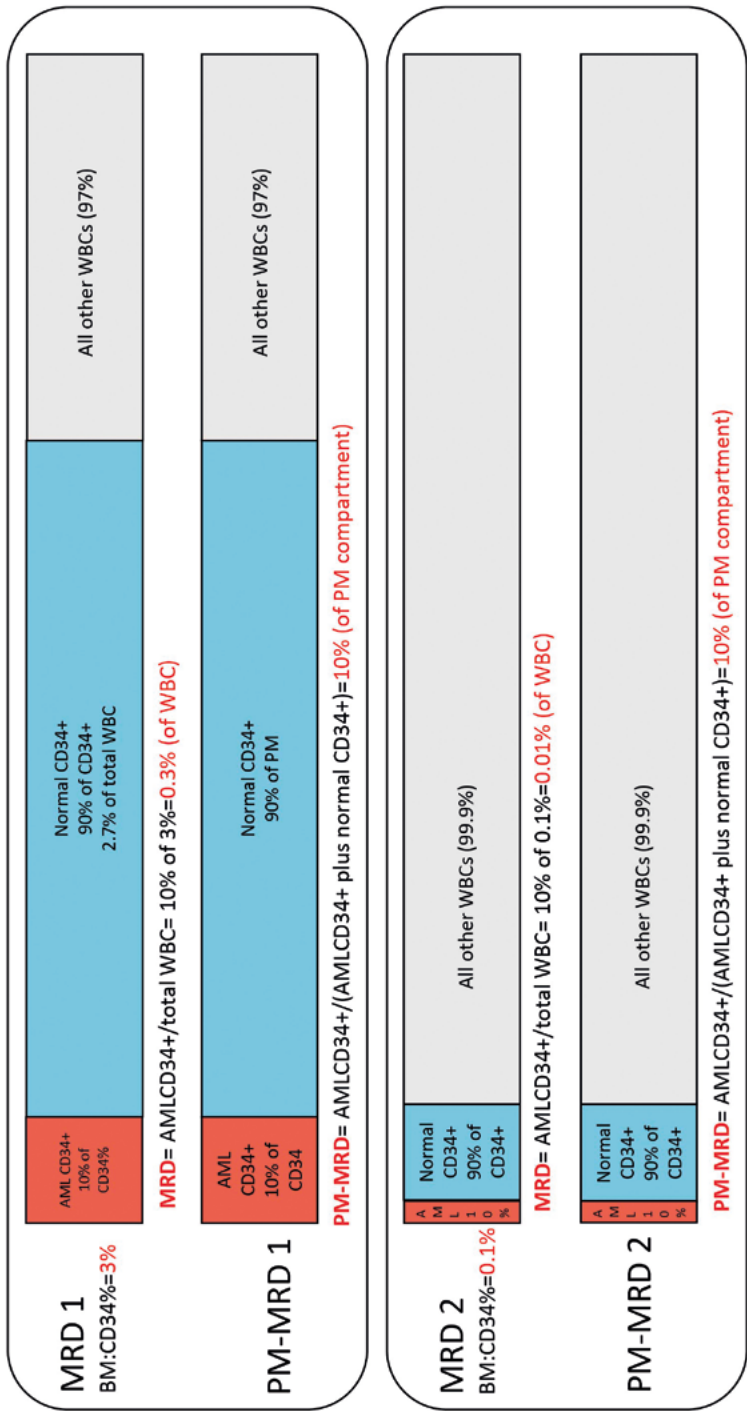 MRD 1
BM:CD34%=3%
AML CD34+
10% of
CD34%
Normal CD34+
90% of CD34+
2.7% of total WBC
All other WBCs (97%)
MRD= AMLCD34+/total WBC= 10% of 3%=0.3% (of WBC)
PM-MRD 1
AML
CD34+
10% of
CD34
Normal CD34+
90% of PM
All other WBCs (97%)
PM-MRD= AMLCD34+/(AMLCD34+ plus normal CD34+)=10% (of PM compartment)
MRD 2
BM:CD34%=0.1%
A
M
L
1
0
%
Normal
CD34+
90% of
CD34+
All other WBCs (99.9%)
MRD= AMLCD34+/total WBC= 10% of 0.1%=0.01% (of WBC)
PM-MRD 2
A
M
L
1
0
%
Normal
CD34+
90% of
CD34+
All other WBCs (99.9%)
PM-MRD= AMLCD34+/(AMLCD34+ plus normal CD34+)=10% (of PM compartment)